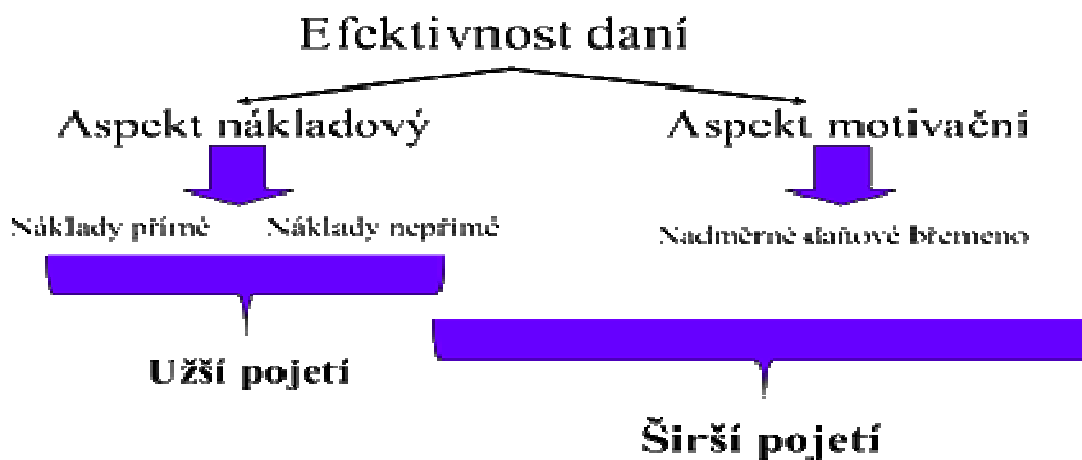 Efektivnost daní
Aspekt nákladový Aspekt motivační
Náklady přímé Náklady nepřímé Nadměrné daňové břemeno
Užší pojetí
Širší pojetí